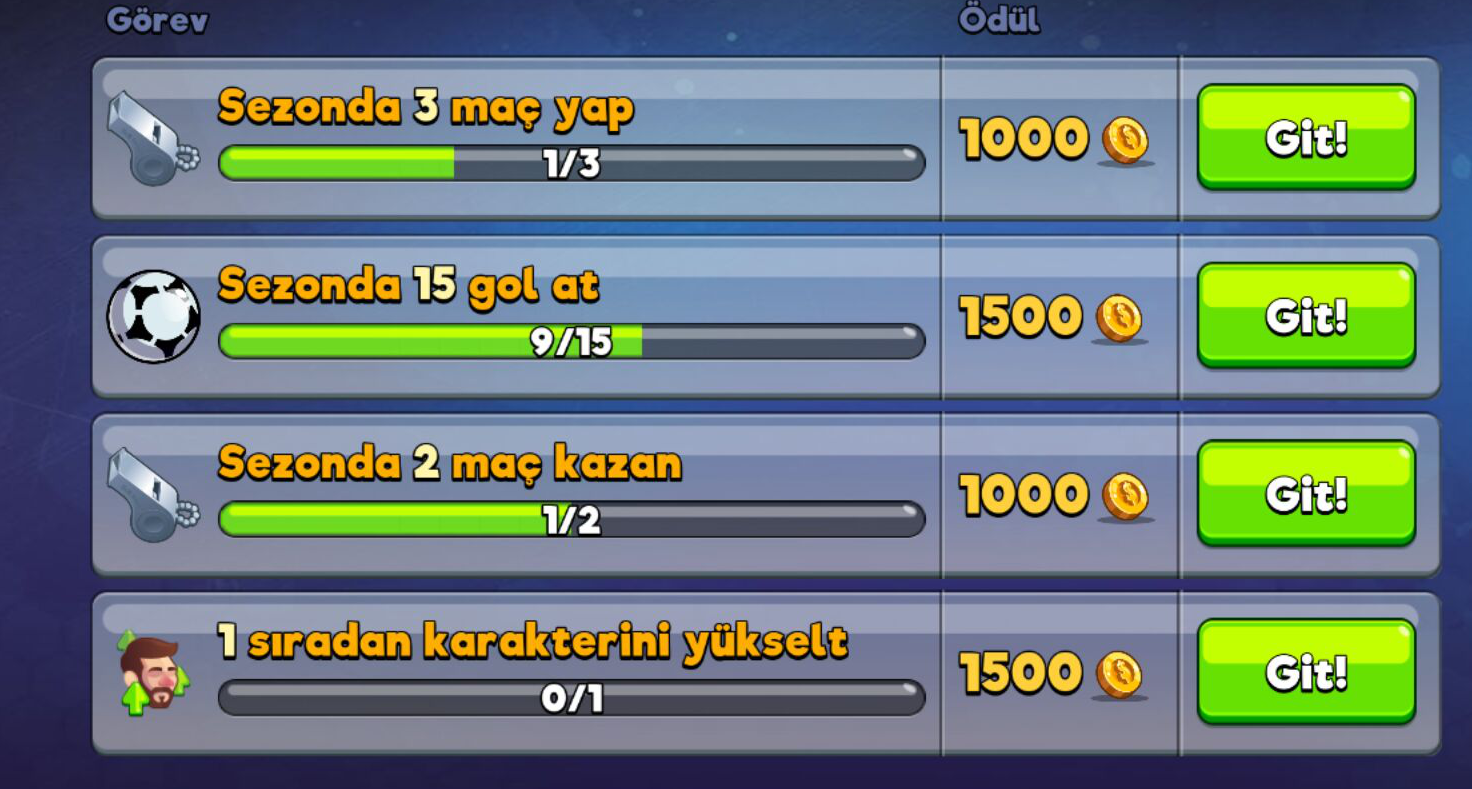 Görev Ödül
Sezonda 3 maç yap
1/3
1000
Git!
Sezonda 15 gol at
9/15
1500
Git!
Sezonda 2 maç kazan
1/2
1000
Git!
1 sıradan karakterini yükselt
0/1
1500
Git!